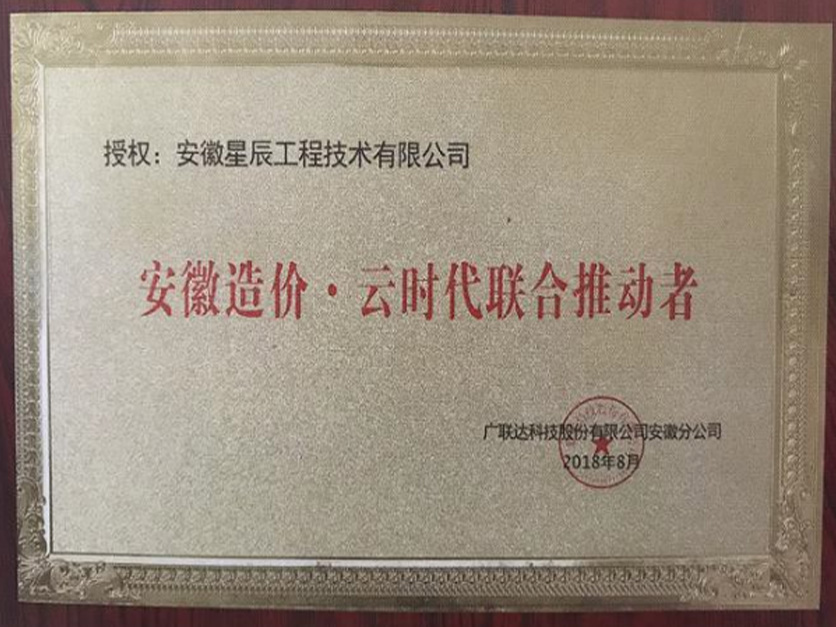 授权：安徽星辰工程技术有限公司
安徽造价·云时代联合推动者
广联达科技股份有限公司安徽分公司
2018年8月